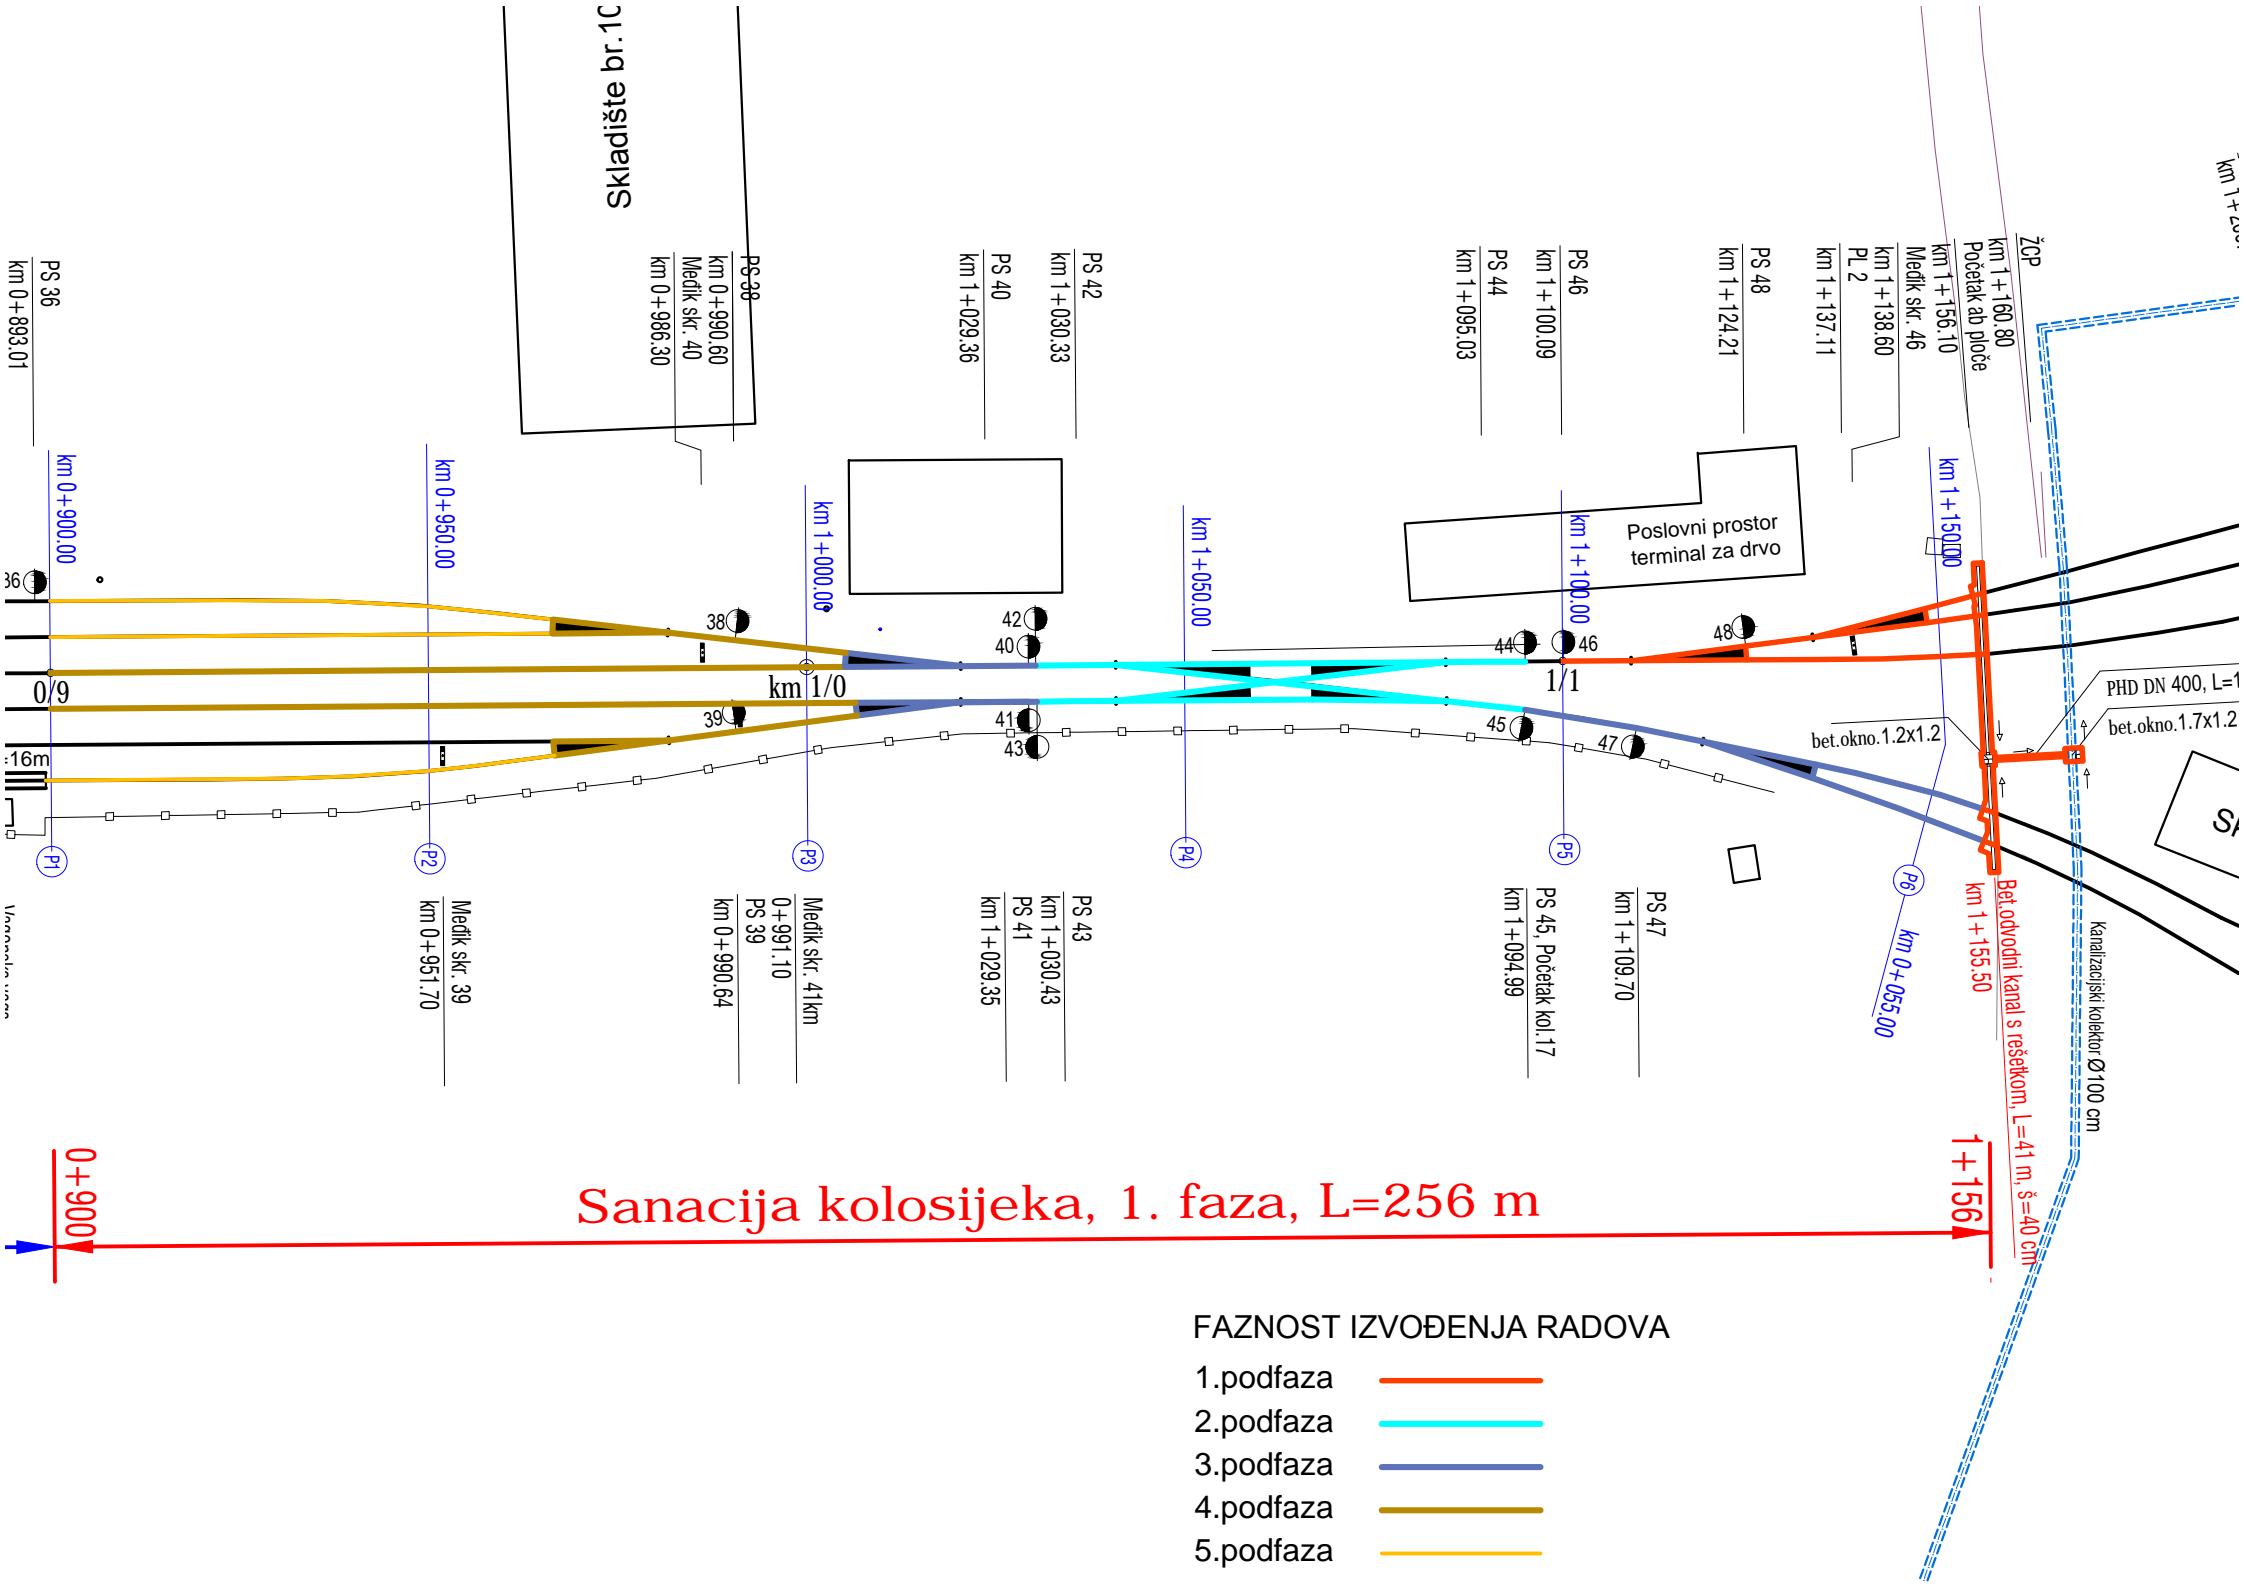 Skladište br.10
PS 36
km 0+893.01
PS 38
km 0+990.60
Međik skr. 40
km 0+986.30
PS 40
km 1+029.36
PS 42
km 1+030.33
PS 44
km 1+095.03
PS 46
km 1+100.09
PS 48
km 1+124.21
PL 2
km 1+137.11
Međik skr. 46
km 1+138.60
Početak ab ploče
km 1+156.10
ŽCP
km 1+160.80
km 0+900.00
km 0+950.00
km 1+000.00
km 1+050.00
km 1+100.00
km 1+150.00
Poslovni prostor
terminal za drvo
36
38
42
40
44
46
48
0/9
km 1/0
1/1
39
41
43
45
47
=16m
PHD DN 400, L=1
bet.okno.1.2x1.2
bet.okno.1.7x1.2
P1
P2
P3
P4
P5
P6
km 0+055.00
Međik skr. 39
km 0+951.70
PS 39
km 0+990.64
Međik skr. 41km
0+991.10
PS 41
km 1+029.35
PS 43
km 1+030.43
PS 45, Početak kol.17
km 1+094.99
PS 47
km 1+109.70
Bet.odvodni kanal s rešetkom, L=41 m, š=40 cm
km 1+155.50
Kanalizacijski kolektor Ø100 cm
0+900
1+156
Sanacija kolosijeka, 1. faza, L=256 m
FAZNOST IZVOĐENJA RADOVA
1.podfaza
2.podfaza
3.podfaza
4.podfaza
5.podfaza